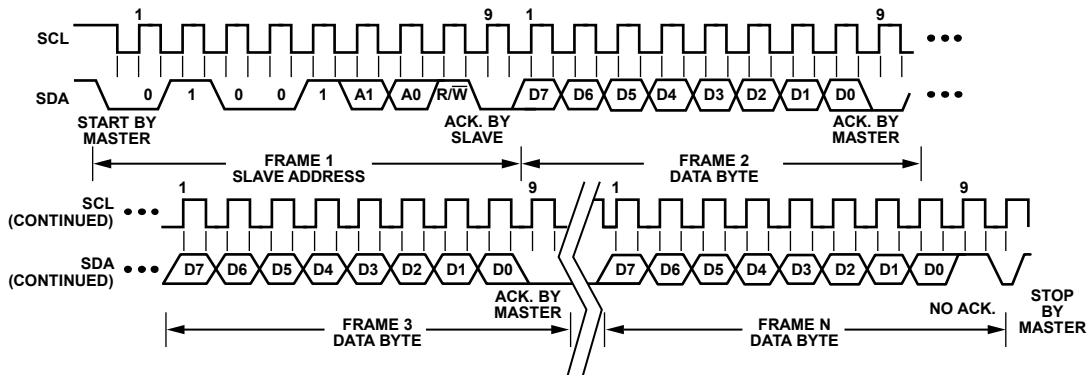 1 9 1 9
SCL
SDA 0 1 0 0 1 A1 A0 R/W̅ D7 D6 D5 D4 D3 D2 D1 D0
START BY MASTER
ACK. BY SLAVE
ACK. BY MASTER
FRAME 1 SLAVE ADDRESS
FRAME 2 DATA BYTE
1 9 1 9
SCL (CONTINUED)
SDA (CONTINUED) D7 D6 D5 D4 D3 D2 D1 D0 D7 D6 D5 D4 D3 D2 D1 D0
ACK. BY MASTER
NO ACK.
STOP BY MASTER
FRAME 3 DATA BYTE
FRAME N DATA BYTE